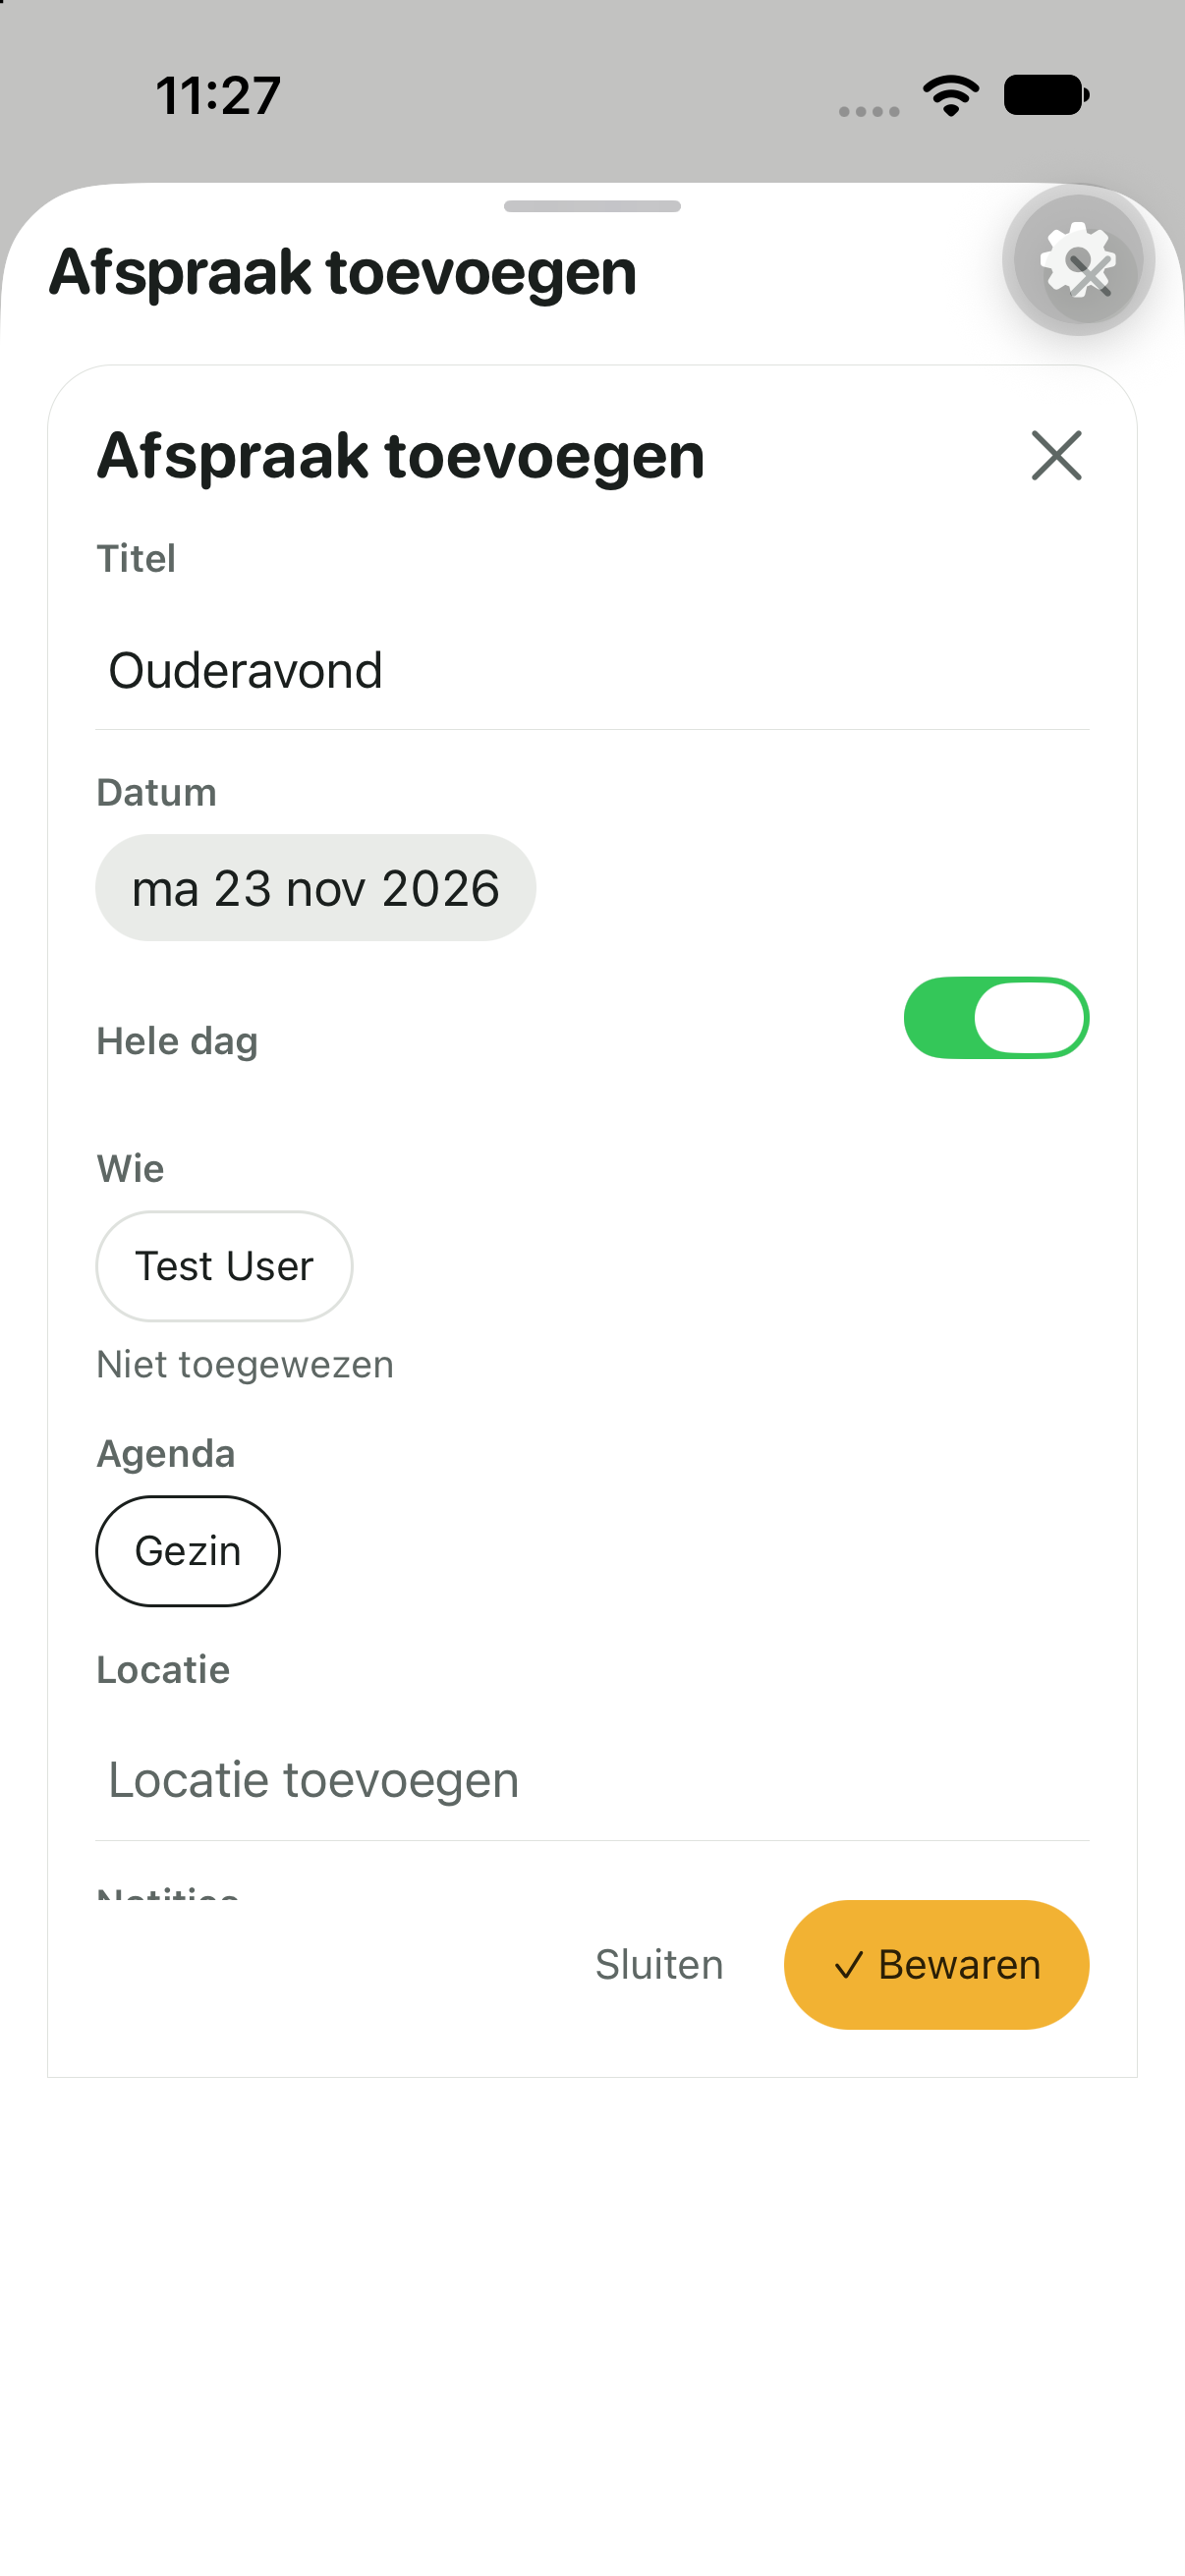 11:27
Afspraak toevoegen
Afspraak toevoegen
Titel
Ouderavond
Datum
ma 23 nov 2026
Hele dag
Wie
Test User
Niet toegewezen
Agenda
Gezin
Locatie
Locatie toevoegen
Sluiten
✓ Bewaren